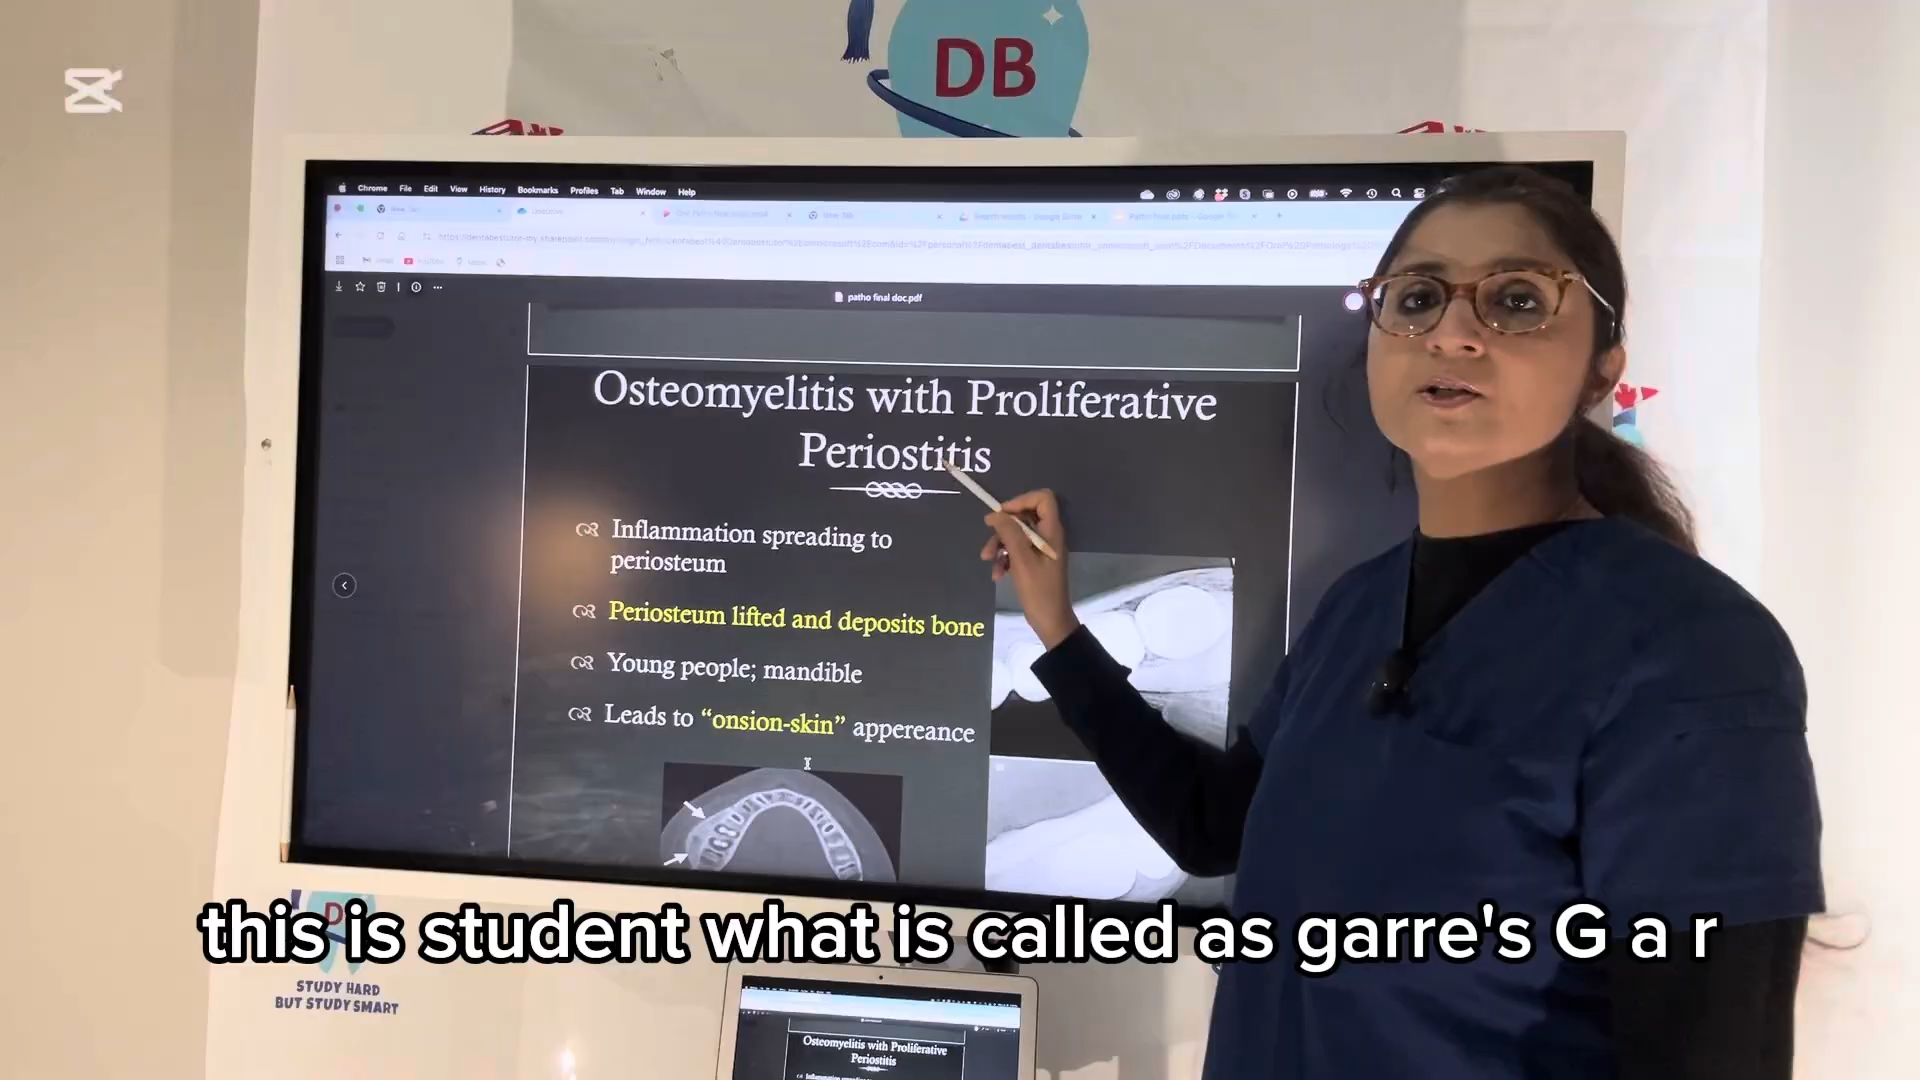 DB
Chrome File Edit View History Bookmarks Profiles Tab Window Help
patho final doc.pdf
Osteomyelitis with Proliferative
Periostitis
Inflammation spreading to
periosteum
Periosteum lifted and deposits bone
Young people; mandible
Leads to “onsion-skin” appereance
this is student what is called as garre's G a r
STUDY HARD
BUT STUDY SMART
Osteomyelitis with Proliferative
Periostitis